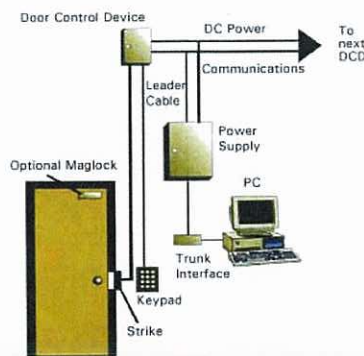 Door Control Device
DC Power
To
next
DCD
Communications
Leader
Cable
Power
Supply
Optional Maglock
PC
Trunk
Interface
Keypad
Strike